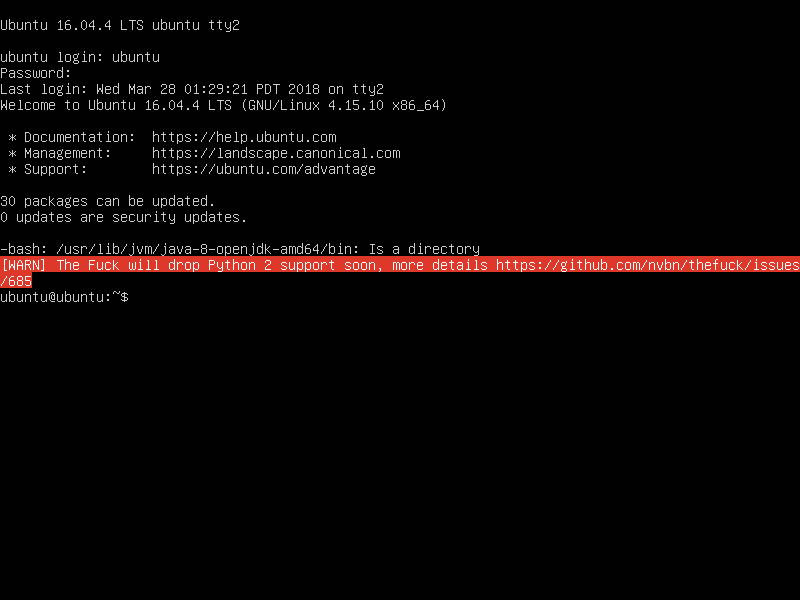 Ubuntu 16.04.4 LTS ubuntu tty2
ubuntu login: ubuntu
Password:
Last login: Wed Mar 28 01:29:21 PDT 2018 on tty2
Welcome to Ubuntu 16.04.4 LTS (GNU/Linux 4.15.10 x86_64)
* Documentation:  https://help.ubuntu.com
* Management:     https://landscape.canonical.com
* Support:        https://ubuntu.com/advantage
30 packages can be updated.
0 updates are security updates.
-bash: /usr/lib/jvm/java-8-openjdk-amd64/bin: Is a directory
[WARN] The Fuck will drop Python 2 support soon, more details https://github.com/nvbn/thefuck/issues
/685
ubuntu@ubuntu:~$